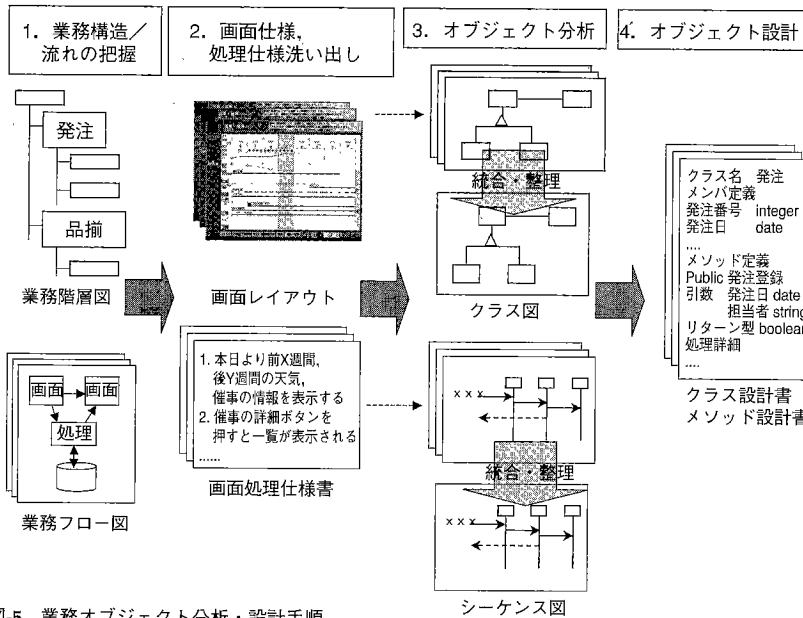 1. 業務構造/
流れの把握
2. 画面仕様,
処理仕様洗い出し
3. オブジェクト分析
4. オブジェクト設計
発注
品揃
業務階層図
画面
画面
処理
業務フロー図
画面レイアウト
1. 本日より前X週間,
後Y週間の天気,
催事の情報を表示する
2. 催事の詳細ボタンを
押すと一覧が表示される
......
画面処理仕様書
統合・整理
クラス図
×××
統合・整理
×××
シーケンス図
クラス名 発注
メンバ定義
発注番号 integer
発注日 date
....
メソッド定義
Public 発注登録
引数 発注日 date
担当者 string
リターン型 boolean
処理詳細
....
クラス設計書
メソッド設計書
図-5 業務オブジェクト分析・設計手順